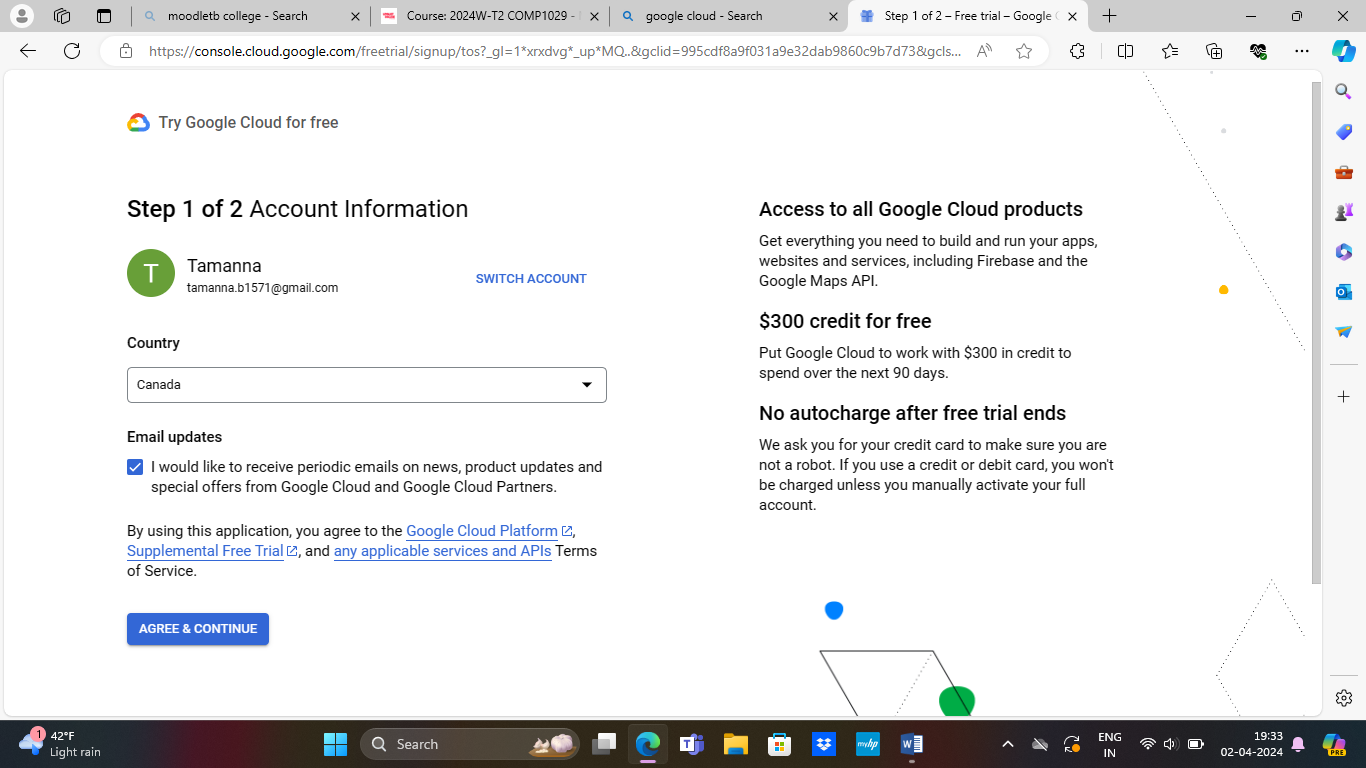 moodletb college - Search
Course: 2024W-T2 COMP1029 -
google cloud - Search
Step 1 of 2 – Free trial – Google
https://console.cloud.google.com/freetrial/signup/tos?_gl=1*xrxdvg*_up*MQ..&gclid=995cdf8a9f031a9e32dab9860c9b7d73&gcls...
Try Google Cloud for free
Step 1 of 2 Account Information
T
Tamanna
tamanna.b1571@gmail.com
SWITCH ACCOUNT
Country
Canada
Email updates
I would like to receive periodic emails on news, product updates and
special offers from Google Cloud and Google Cloud Partners.
By using this application, you agree to the Google Cloud Platform,
Supplemental Free Trial, and any applicable services and APIs Terms
of Service.
AGREE & CONTINUE
Access to all Google Cloud products
Get everything you need to build and run your apps,
websites and services, including Firebase and the
Google Maps API.
$300 credit for free
Put Google Cloud to work with $300 in credit to
spend over the next 90 days.
No autocharge after free trial ends
We ask you for your credit card to make sure you are
not a robot. If you use a credit or debit card, you won't
be charged unless you manually activate your full
account.
1
42°F
Light rain
Search
myhp
ENG
IN
19:33
02-04-2024
PRE